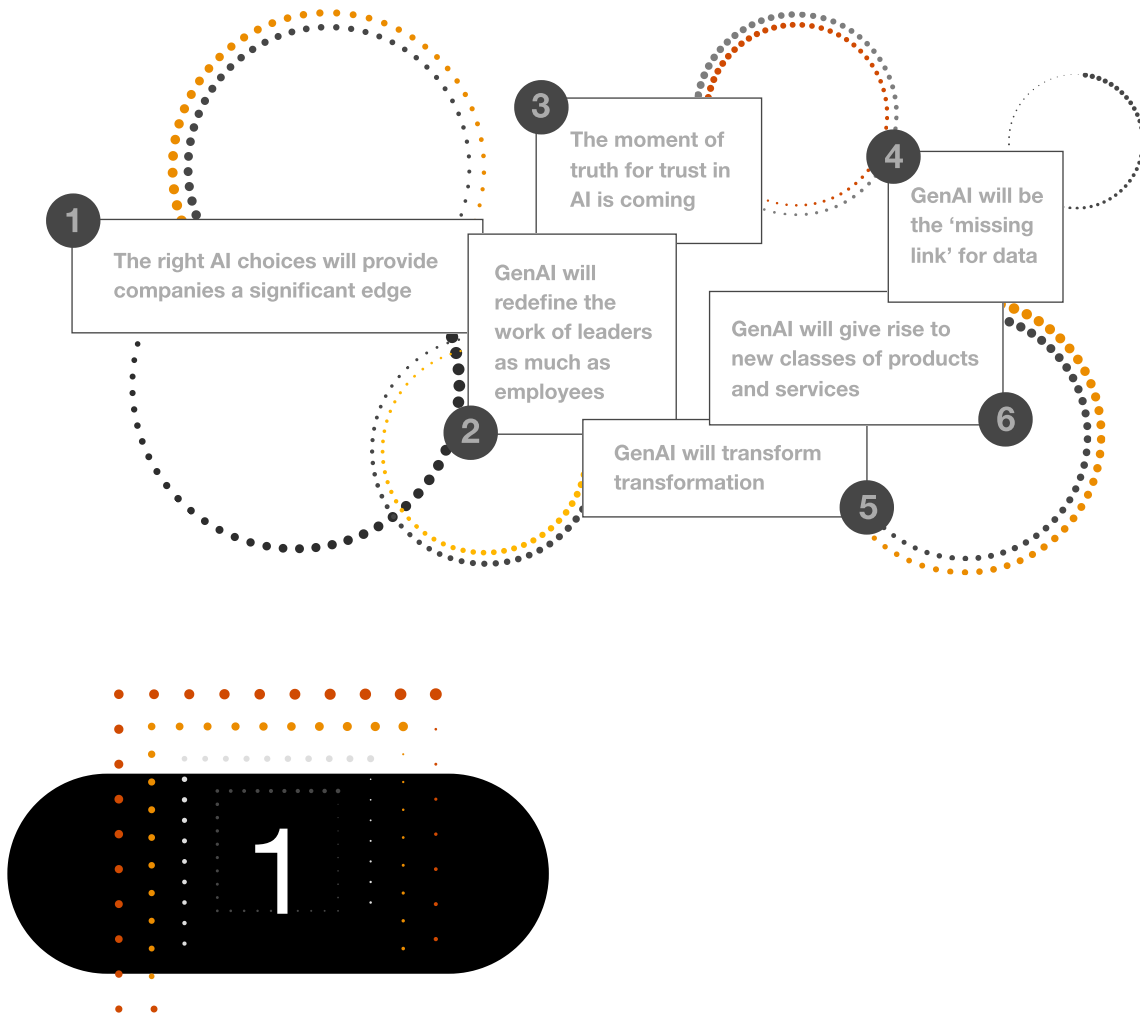 1
The right AI choices will provide
companies a significant edge
2
GenAI will
redefine the
work of leaders
as much as
employees
3
The moment of
truth for trust in
AI is coming
4
GenAI will be
the ‘missing
link’ for data
5
GenAI will transform
transformation
6
GenAI will give rise to
new classes of products
and services
1